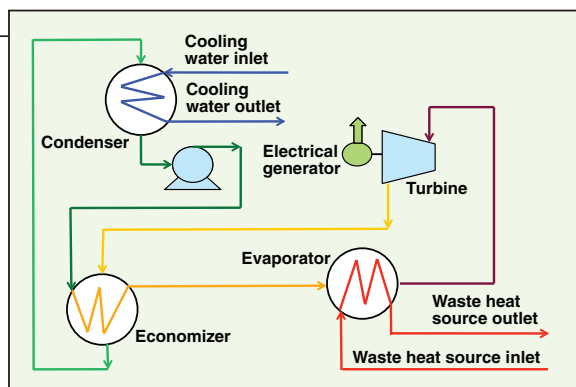 Cooling
water inlet
Cooling
water outlet
Condenser
Electrical
generator
Turbine
Evaporator
Economizer
Waste heat
source outlet
Waste heat source inlet